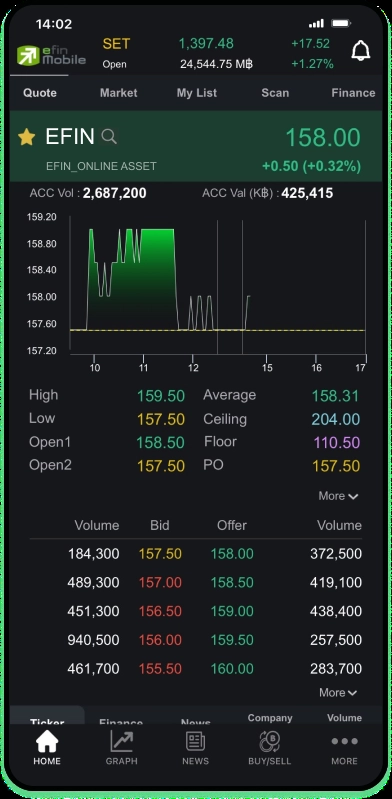 14:02
efin Mobile SET 1,397.48 +17.52
Open 24,544.75 M฿ +1.27%
Quote Market My List Scan Finance
EFIN 158.00
EFIN_ONLINE ASSET +0.50 (+0.32%)
ACC Vol : 2,687,200 ACC Val (K฿) : 425,415
159.20
158.80
158.40
158.00
157.60
157.20
10 11 12 15 16 17
High 159.50 Average 158.31
Low 157.50 Ceiling 204.00
Open1 158.50 Floor 110.50
Open2 157.50 PO 157.50
More
Volume Bid Offer Volume
184,300 157.50 158.00 372,500
489,300 157.00 158.50 419,100
451,300 156.50 159.00 438,400
940,500 156.00 159.50 257,500
461,700 155.50 160.00 283,700
More
Ticker Finance News Company Volume
HOME GRAPH NEWS BUY/SELL MORE